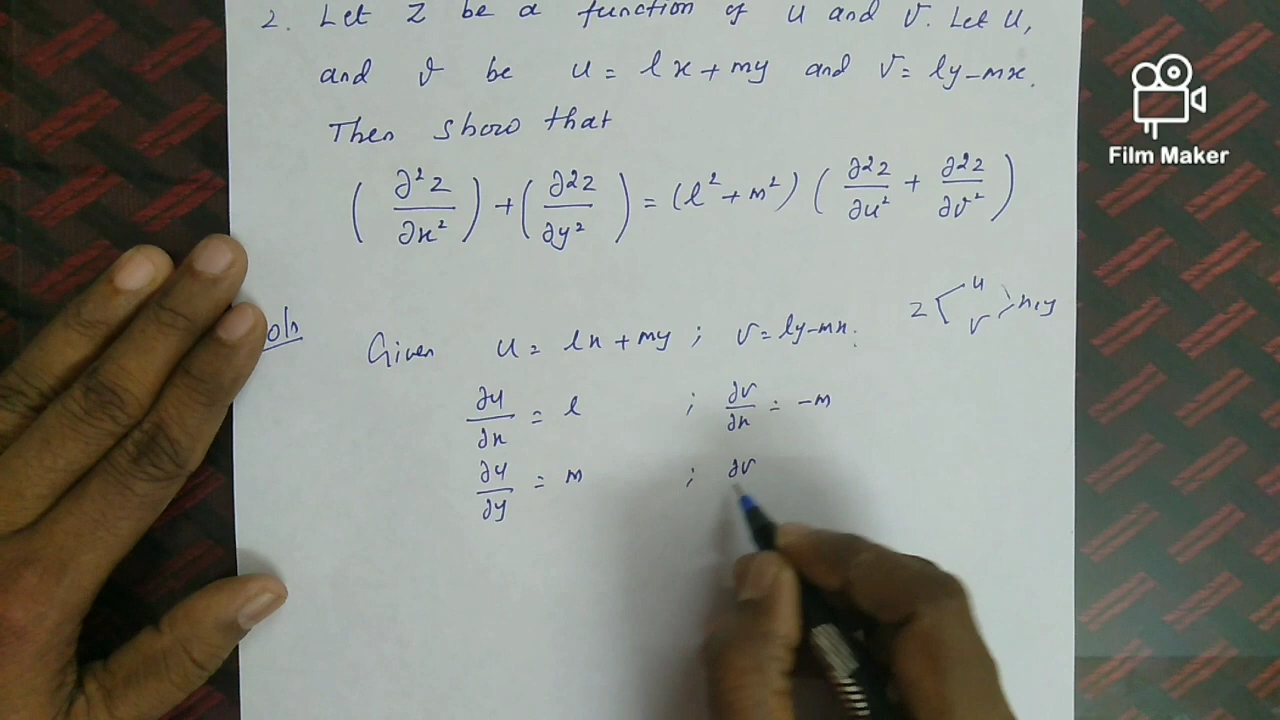 2. Let Z be a function of u and v. Let u,
and v be u = lx + my and v = ly - mx.
Then show that
(∂²z/∂x²) + (∂²z/∂y²) = (l² + m²) (∂²z/∂u² + ∂²z/∂v²)
Soln
Given u = lx + my ; v = ly - mx.
z < u v > x, y
∂u/∂x = l ; ∂v/∂x = -m
∂u/∂y = m ; ∂v
Film Maker